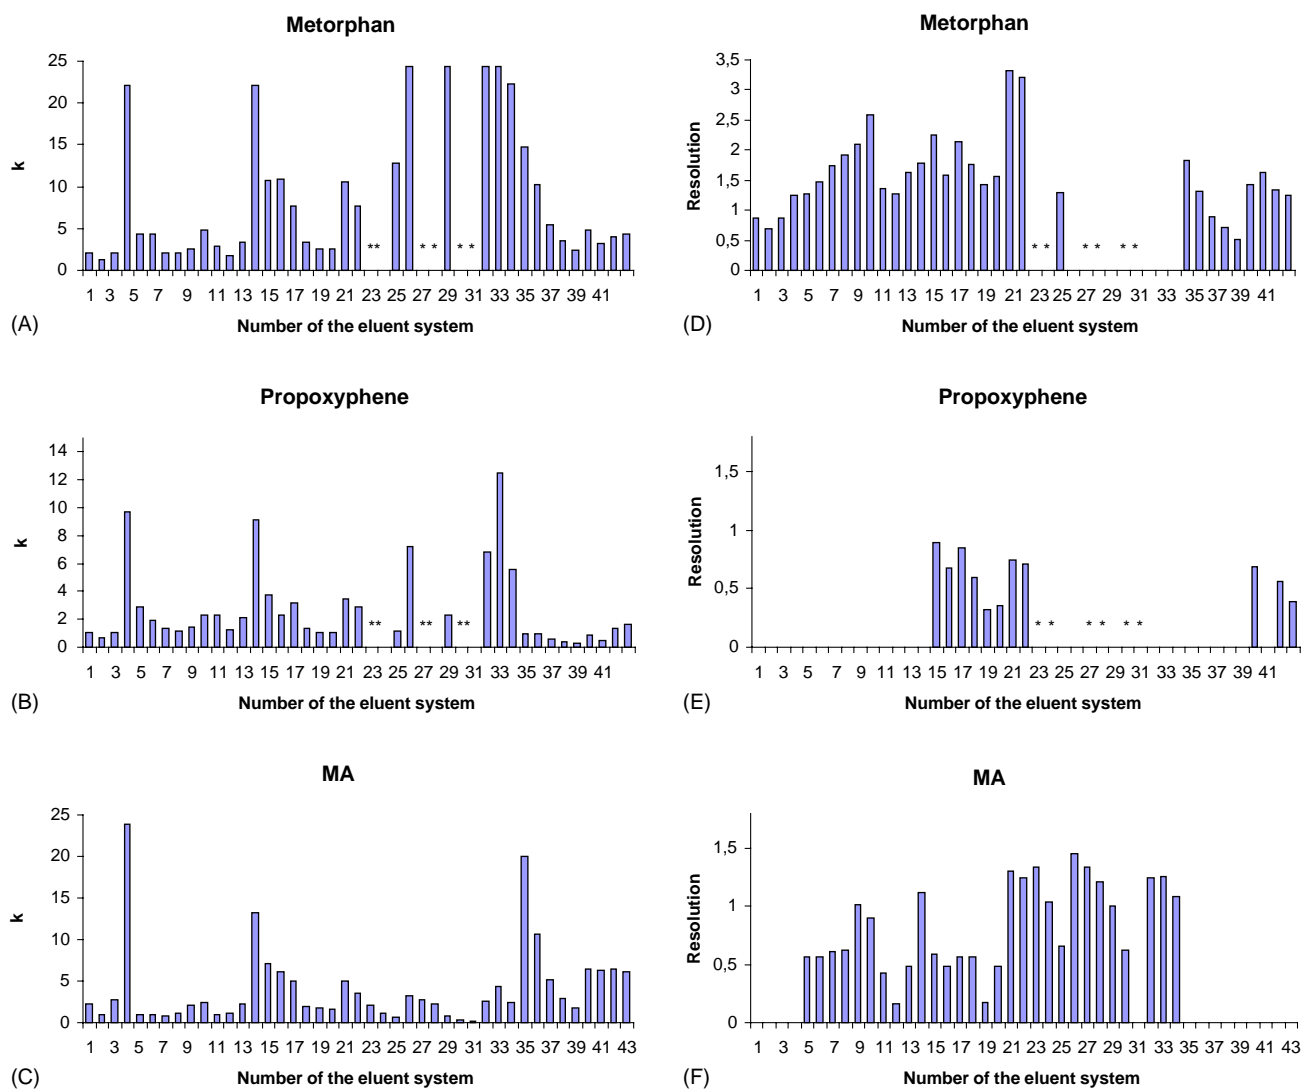 Metorphan
25
20
15
10
5
0
k
** * * * *
1 3 5 7 9 11 13 15 17 19 21 23 25 27 29 31 33 35 37 39 41
(A)
Number of the eluent system
Metorphan
3,5
3
2,5
2
1,5
1
0,5
0
Resolution
* * * * * *
1 3 5 7 9 11 13 15 17 19 21 23 25 27 29 31 33 35 37 39 41
(D)
Number of the eluent system
Propoxyphene
14
12
10
8
6
4
2
0
k
** ** **
1 3 5 7 9 11 13 15 17 19 21 23 25 27 29 31 33 35 37 39 41
(B)
Number of the eluent system
Propoxyphene
1,5
1
0,5
0
Resolution
* * * * * *
1 3 5 7 9 11 13 15 17 19 21 23 25 27 29 31 33 35 37 39 41
(E)
Number of the eluent system
MA
25
20
15
10
5
0
k
1 3 5 7 9 11 13 15 17 19 21 23 25 27 29 31 33 35 37 39 41 43
(C)
Number of the eluent system
MA
1,5
1
0,5
0
Resolution
1 3 5 7 9 11 13 15 17 19 21 23 25 27 29 31 33 35 37 39 41 43
(F)
Number of the eluent system